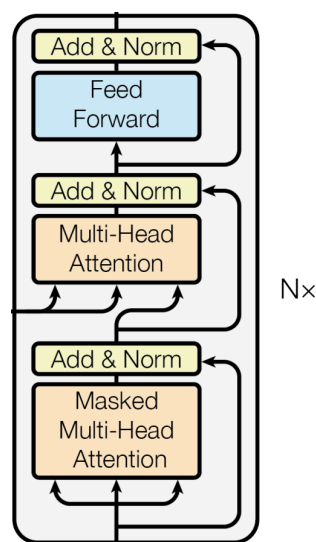 Add & Norm
Feed
Forward
Add & Norm
Multi-Head
Attention
N×
Add & Norm
Masked
Multi-Head
Attention